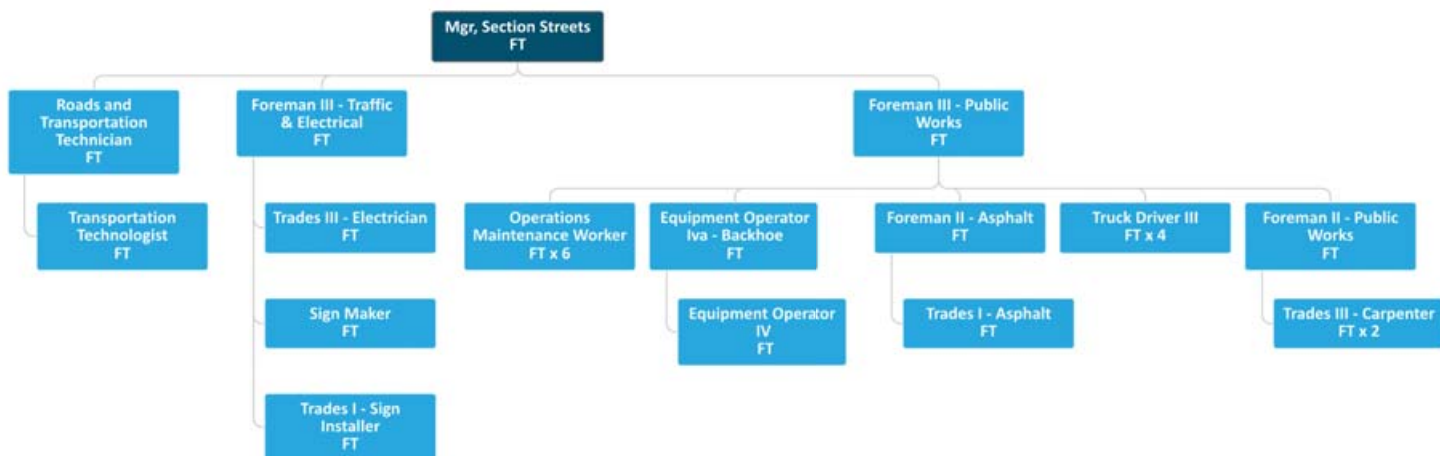 Mgr, Section Streets
FT
Roads and
Transportation
Technician
FT
Foreman III - Traffic
& Electrical
FT
Foreman III - Public
Works
FT
Transportation
Technologist
FT
Trades III - Electrician
FT
Operations
Maintenance Worker
FT x 6
Equipment Operator
Iva - Backhoe
FT
Foreman II - Asphalt
FT
Truck Driver III
FT x 4
Foreman II - Public
Works
FT
Sign Maker
FT
Equipment Operator
IV
FT
Trades I - Asphalt
FT
Trades III - Carpenter
FT x 2
Trades I - Sign
Installer
FT